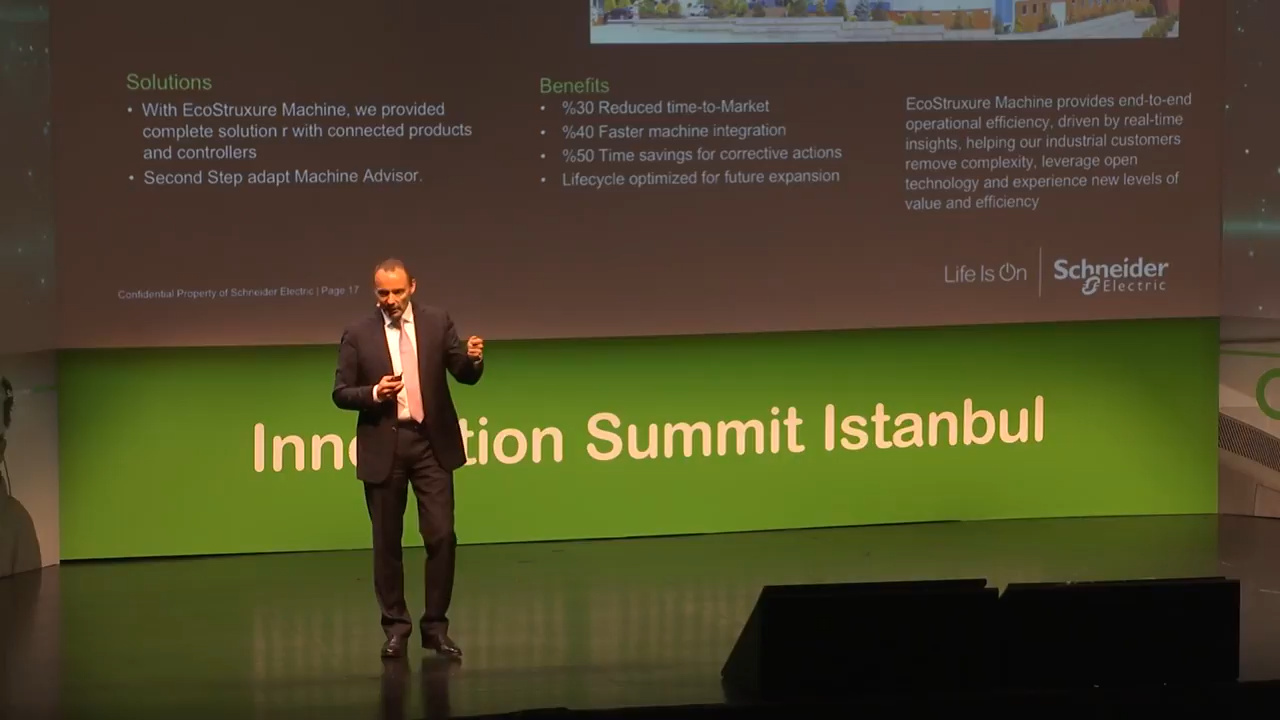 Solutions
• With EcoStruxure Machine, we provided
complete solution r with connected products
and controllers
• Second Step adapt Machine Advisor.
Benefits
• %30 Reduced time-to-Market
• %40 Faster machine integration
• %50 Time savings for corrective actions
• Lifecycle optimized for future expansion
EcoStruxure Machine provides end-to-end
operational efficiency, driven by real-time
insights, helping our industrial customers
remove complexity, leverage open
technology and experience new levels of
value and efficiency
Confidential Property of Schneider Electric | Page 17
Life Is On
Schneider
Electric
Inn tion Summit Istanbul